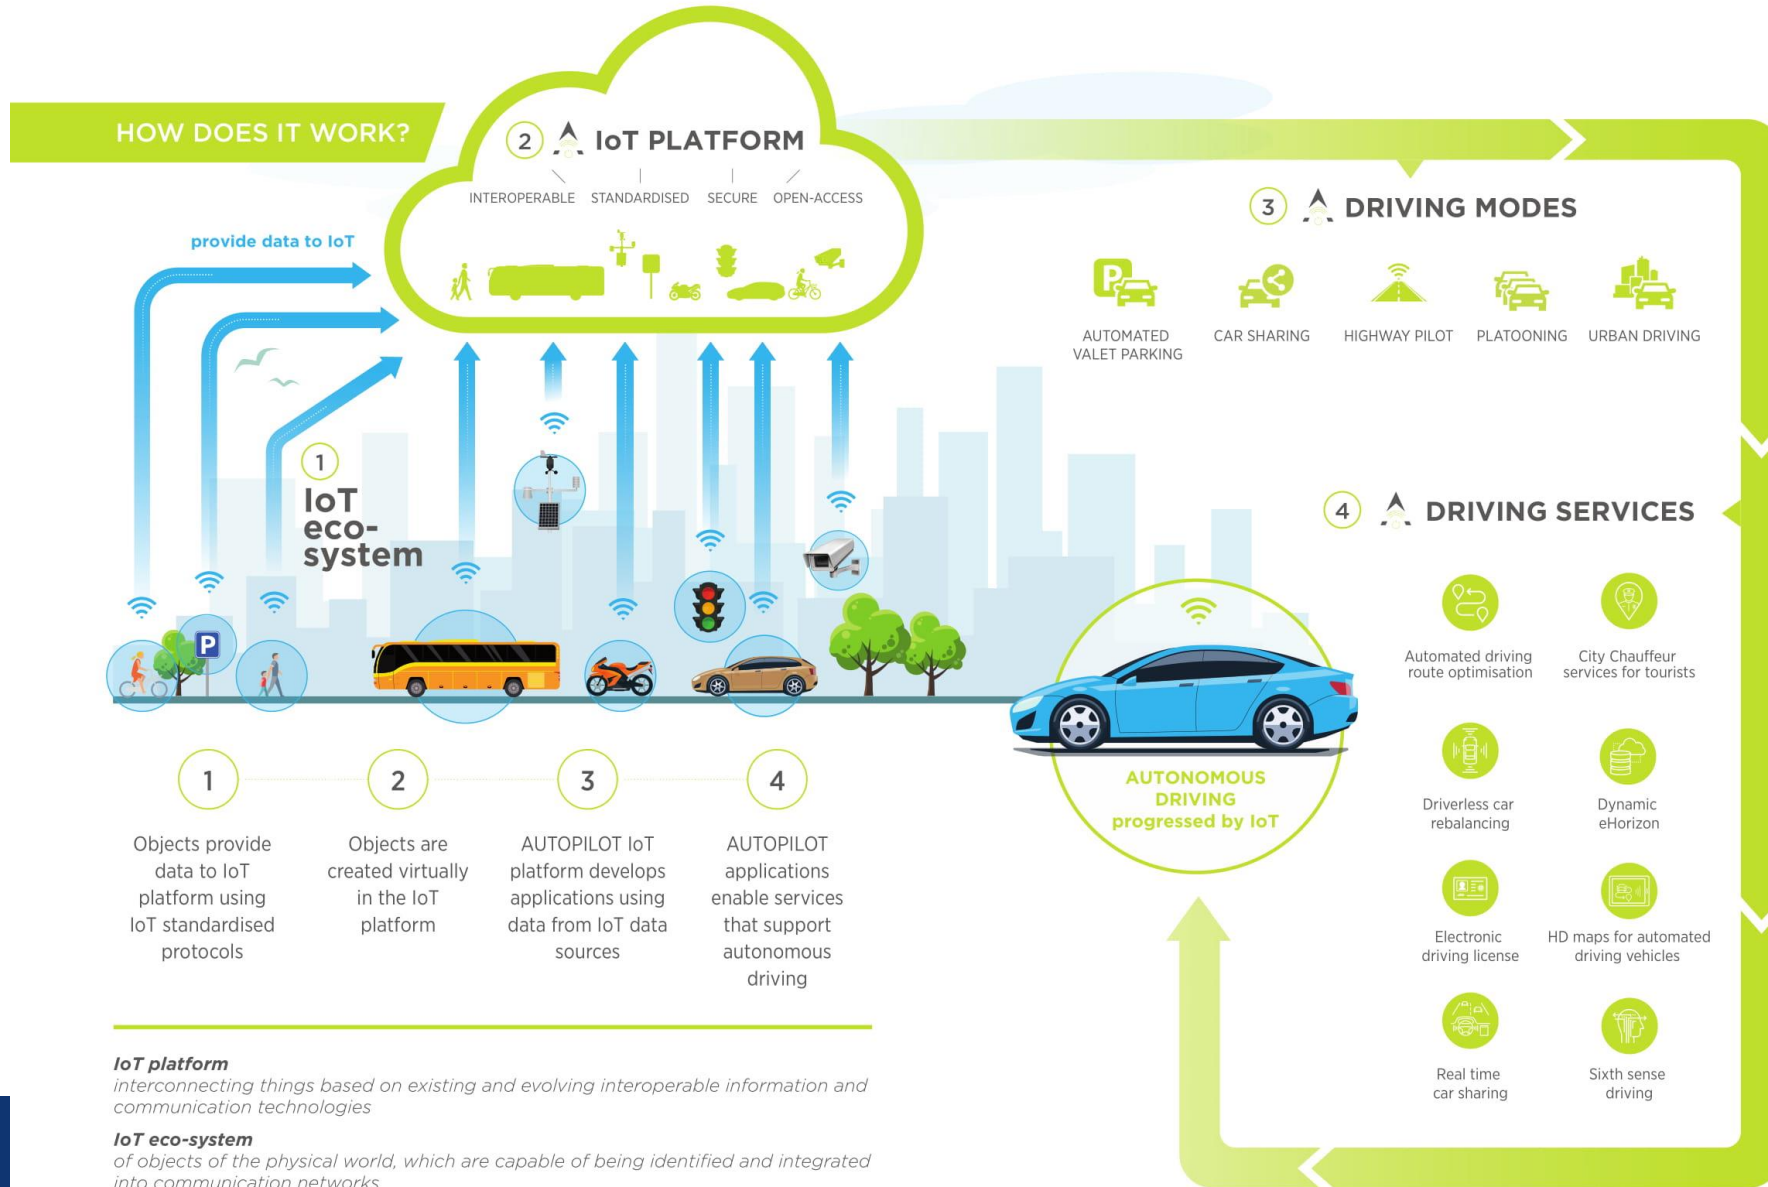 HOW DOES IT WORK?
2 IoT PLATFORM
INTEROPERABLE STANDARDISED SECURE OPEN-ACCESS
provide data to IoT
1
IoT
eco-
system
P
3 DRIVING MODES
P
AUTOMATED
VALET PARKING
CAR SHARING
HIGHWAY PILOT
PLATOONING
URBAN DRIVING
4 DRIVING SERVICES
Automated driving
route optimisation
City Chauffeur
services for tourists
Driverless car
rebalancing
Dynamic
eHorizon
Electronic
driving license
HD maps for automated
driving vehicles
Real time
car sharing
Sixth sense
driving
AUTONOMOUS
DRIVING
progressed by IoT
1
Objects provide
data to IoT
platform using
IoT standardised
protocols
2
Objects are
created virtually
in the IoT
platform
3
AUTOPILOT IoT
platform develops
applications using
data from IoT data
sources
4
AUTOPILOT
applications
enable services
that support
autonomous
driving
IoT platform
interconnecting things based on existing and evolving interoperable information and
communication technologies
IoT eco-system
of objects of the physical world, which are capable of being identified and integrated
into communication networks